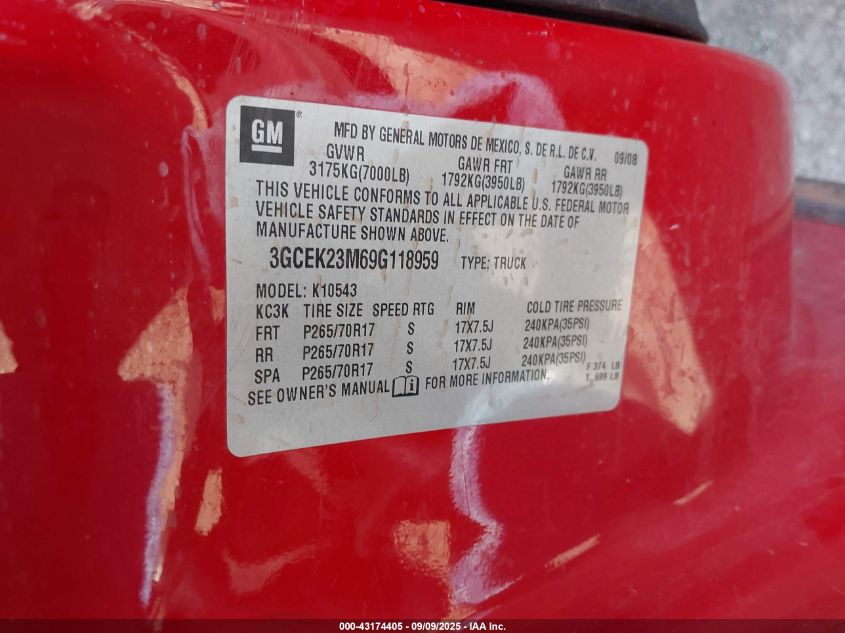 GM®
MFD BY GENERAL MOTORS DE MEXICO, S. DE R.L. DE C.V. 09/08
GVWR GAWR FRT GAWR RR
3175KG(7000LB) 1792KG(3950LB) 1792KG(3950LB)
THIS VEHICLE CONFORMS TO ALL APPLICABLE U.S. FEDERAL MOTOR
VEHICLE SAFETY STANDARDS IN EFFECT ON THE DATE OF
MANUFACTURE SHOWN ABOVE.
3GCEK23M69G118959 TYPE: TRUCK
MODEL: K10543
KC3K TIRE SIZE SPEED RTG RIM COLD TIRE PRESSURE
FRT P265/70R17 S 17X7.5J 240KPA(35PSI)
RR P265/70R17 S 17X7.5J 240KPA(35PSI)
SPA P265/70R17 S 17X7.5J 240KPA(35PSI)
F 374 LB
SEE OWNER'S MANUAL i FOR MORE INFORMATION. T 699 LB
000-43174405 - 09/09/2025 - IAA Inc.